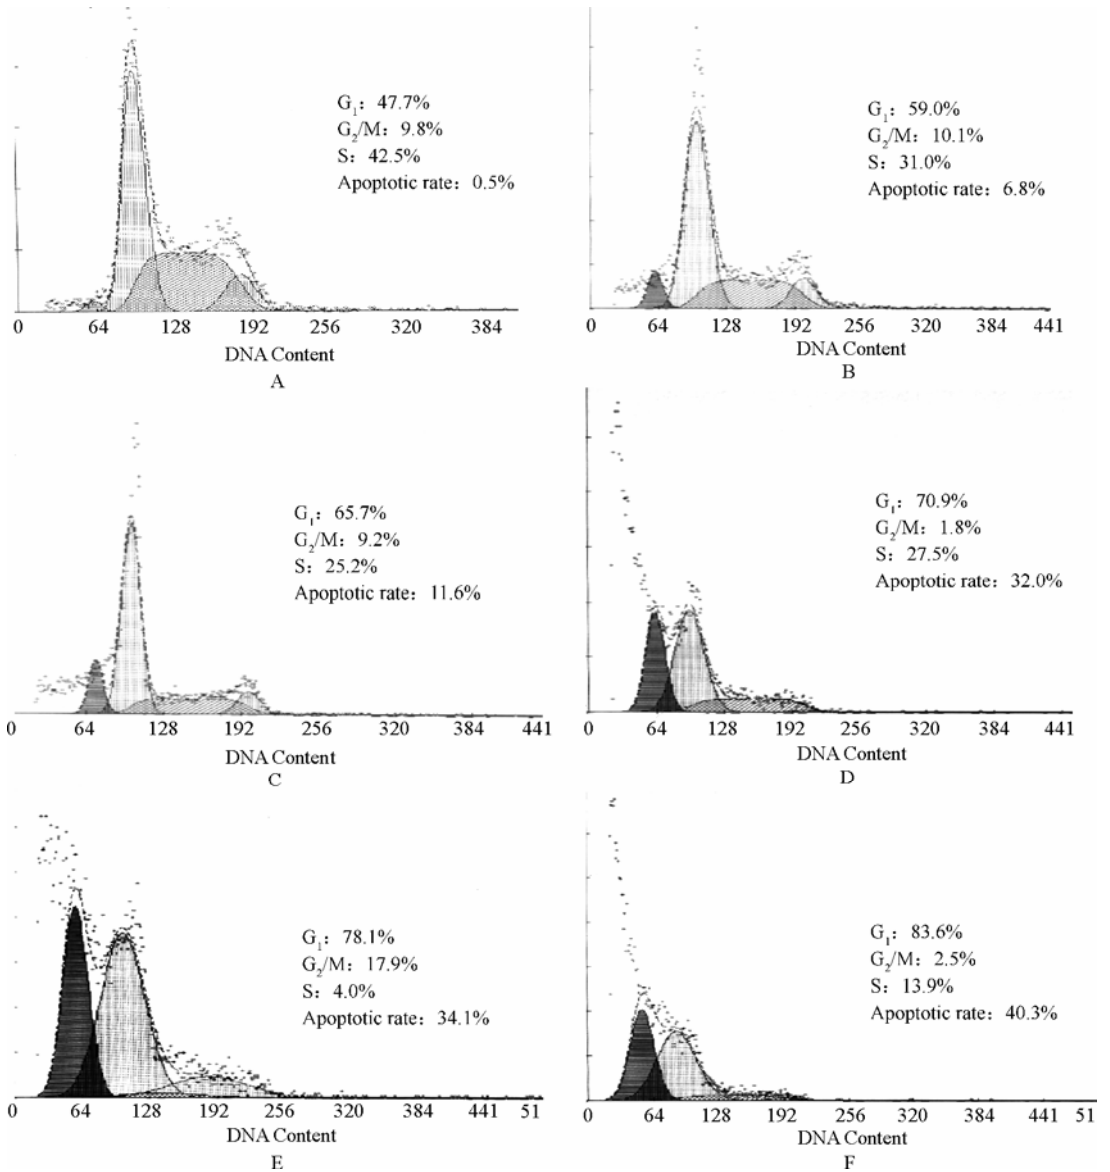 G₁: 47.7%
G₂/M: 9.8%
S: 42.5%
Apoptotic rate: 0.5%
0 64 128 192 256 320 384
DNA Content
A
G₁: 59.0%
G₂/M: 10.1%
S: 31.0%
Apoptotic rate: 6.8%
0 64 128 192 256 320 384 441
DNA Content
B
G₁: 65.7%
G₂/M: 9.2%
S: 25.2%
Apoptotic rate: 11.6%
0 64 128 192 256 320 384 441
DNA Content
C
G₁: 70.9%
G₂/M: 1.8%
S: 27.5%
Apoptotic rate: 32.0%
0 64 128 192 256 320 384 441
DNA Content
D
G₁: 78.1%
G₂/M: 17.9%
S: 4.0%
Apoptotic rate: 34.1%
0 64 128 192 256 320 384 441 51
DNA Content
E
G₁: 83.6%
G₂/M: 2.5%
S: 13.9%
Apoptotic rate: 40.3%
0 64 128 192 256 320 384 441 51
DNA Content
F